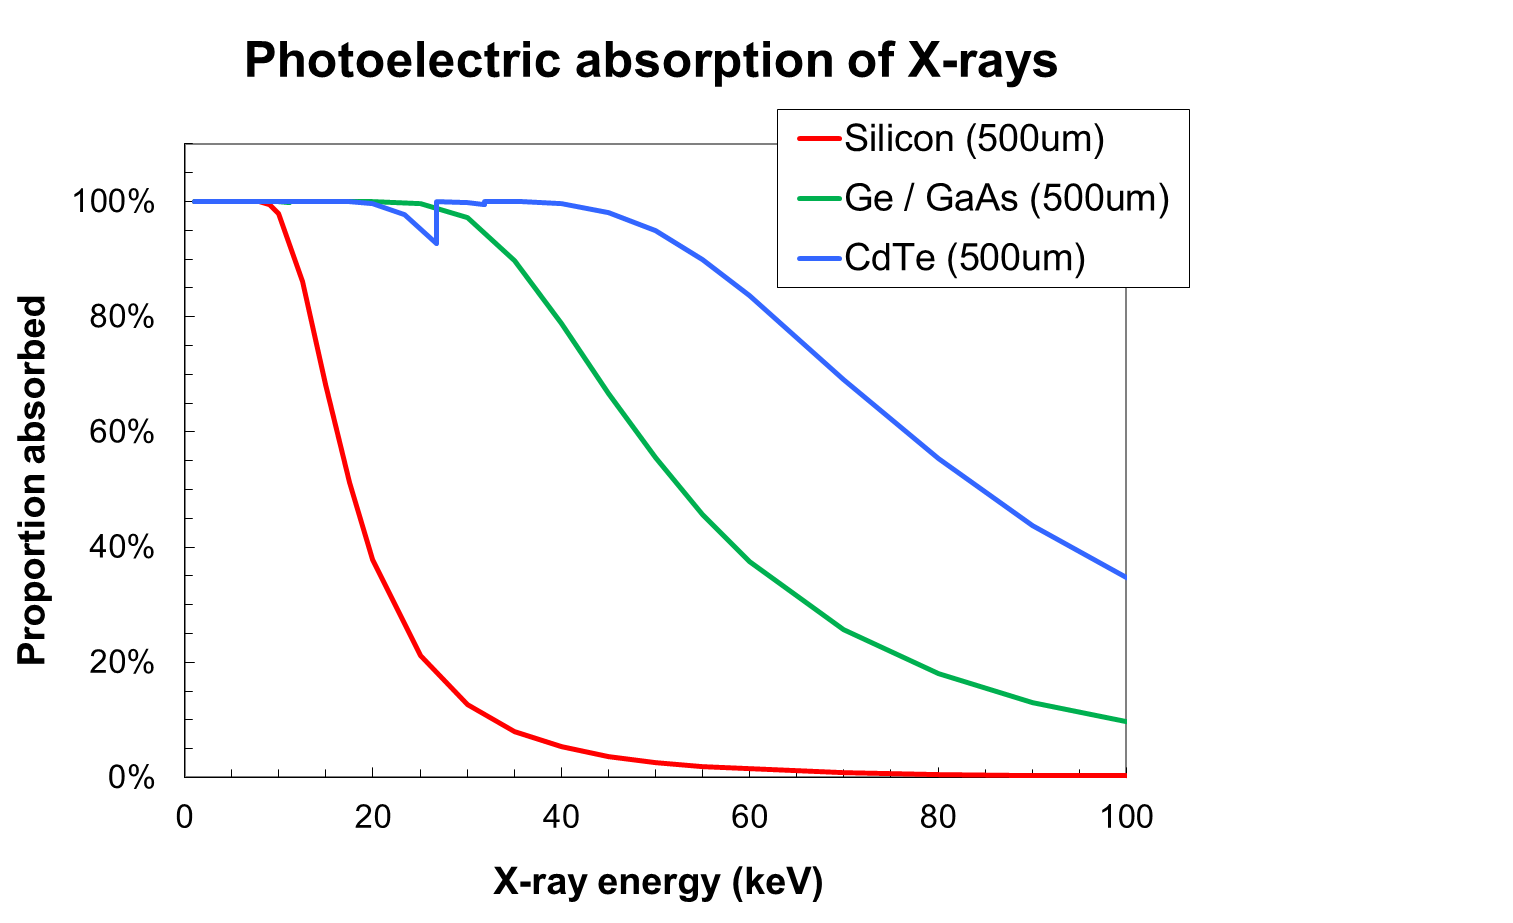 Photoelectric absorption of X-rays
Silicon (500um)
Ge / GaAs (500um)
CdTe (500um)
Proportion absorbed
100%
80%
60%
40%
20%
0%
0 20 40 60 80 100
X-ray energy (keV)